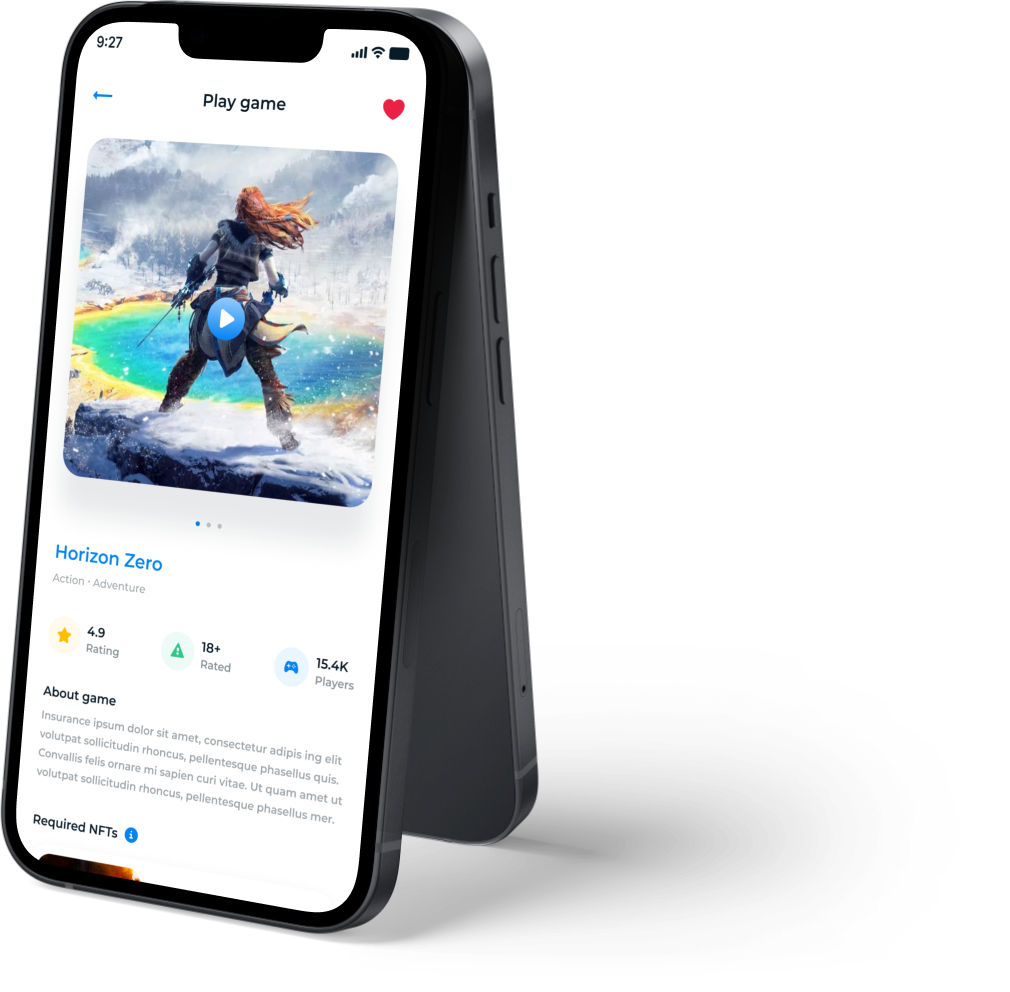 9:27
Play game
Horizon Zero
Action · Adventure
4.9
Rating
18+
Rated
15.4K
Players
About game
Insurance ipsum dolor sit amet, consectetur adipis ing elit
volutpat sollicitudin rhoncus, pellentesque phasellus quis.
Convallis felis ornare mi sapien curi vitae. Ut quam amet ut
volutpat sollicitudin rhoncus, pellentesque phasellus mer.
Required NFTs